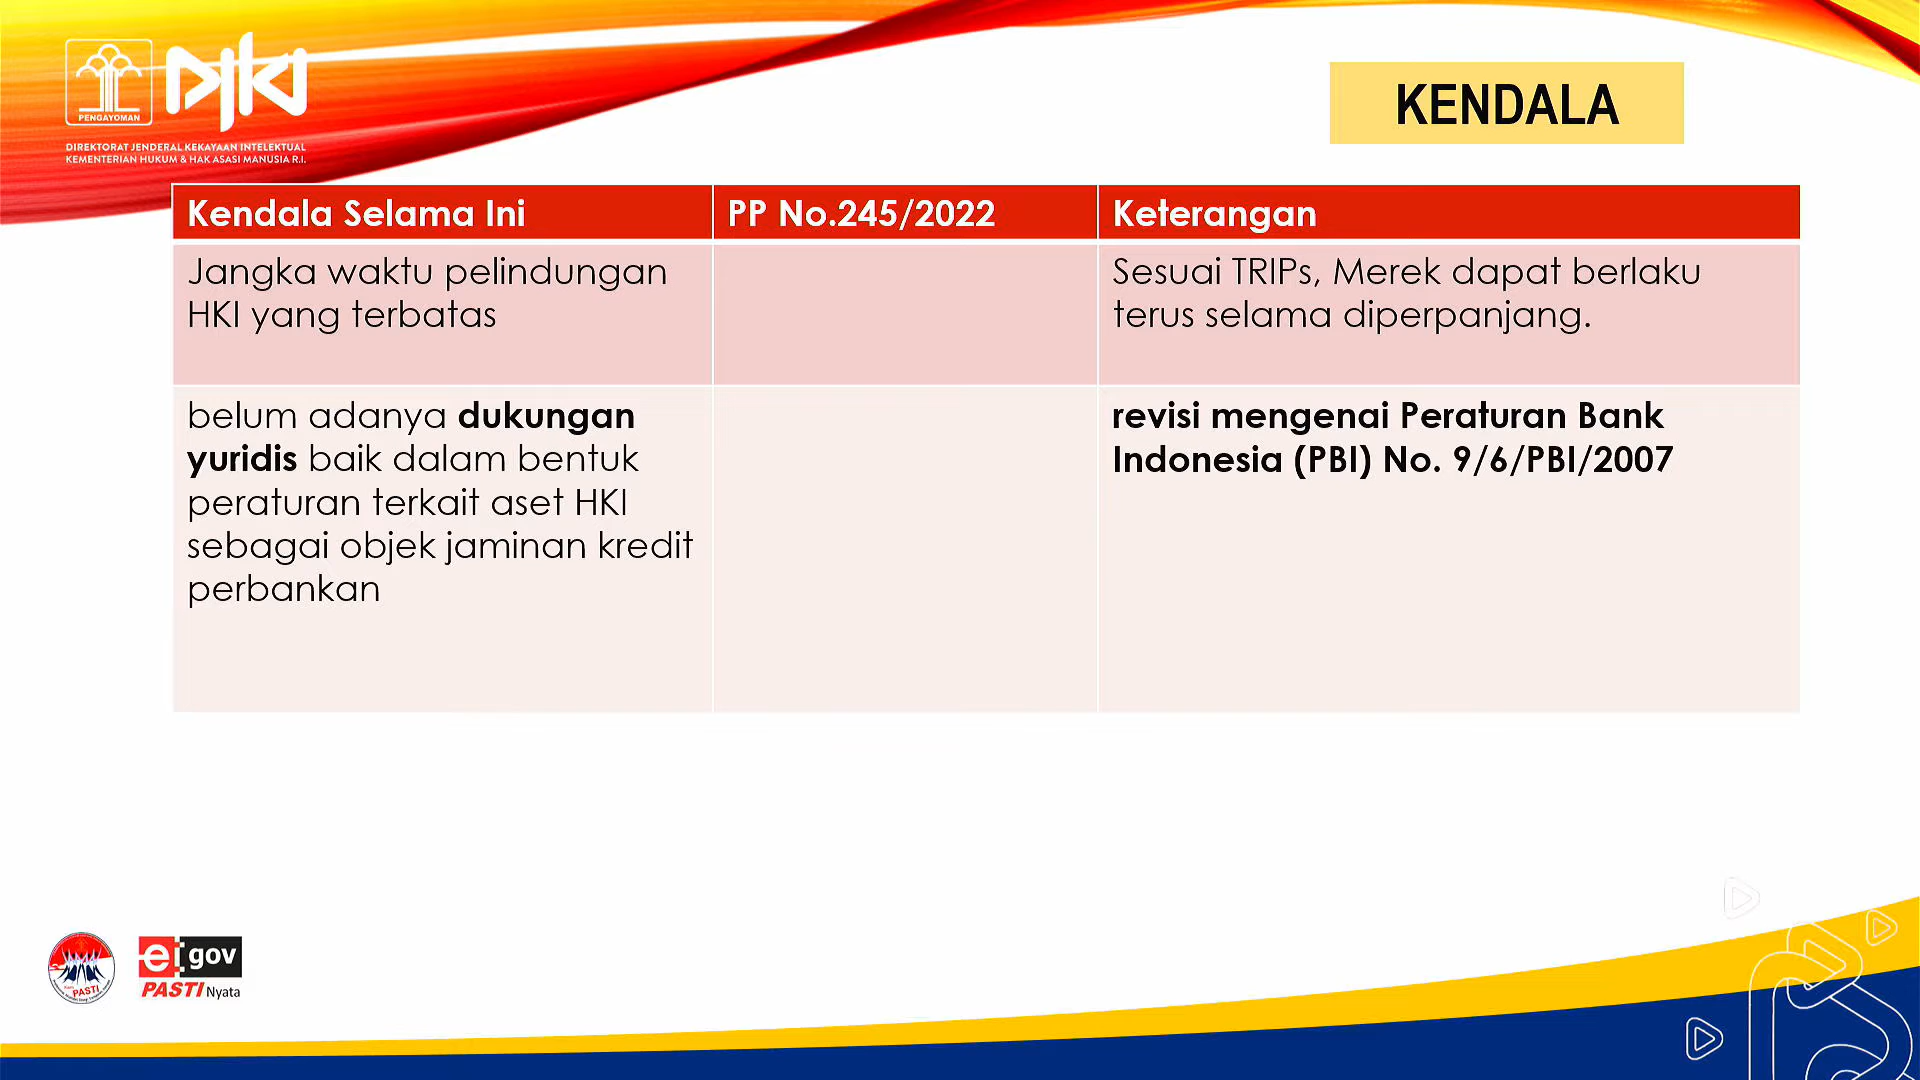 PENGAYOMAN
DJKI
DIREKTORAT JENDERAL KEKAYAAN INTELEKTUAL
KEMENTERIAN HUKUM & HAK ASASI MANUSIA R.I.
KENDALA
Kendala Selama Ini
PP No.245/2022
Keterangan
Jangka waktu pelindungan
HKI yang terbatas
Sesuai TRIPs, Merek dapat berlaku
terus selama diperpanjang.
belum adanya dukungan
yuridis baik dalam bentuk
peraturan terkait aset HKI
sebagai objek jaminan kredit
perbankan
revisi mengenai Peraturan Bank
Indonesia (PBI) No. 9/6/PBI/2007
PASTI
e-gov
PASTI Nyata